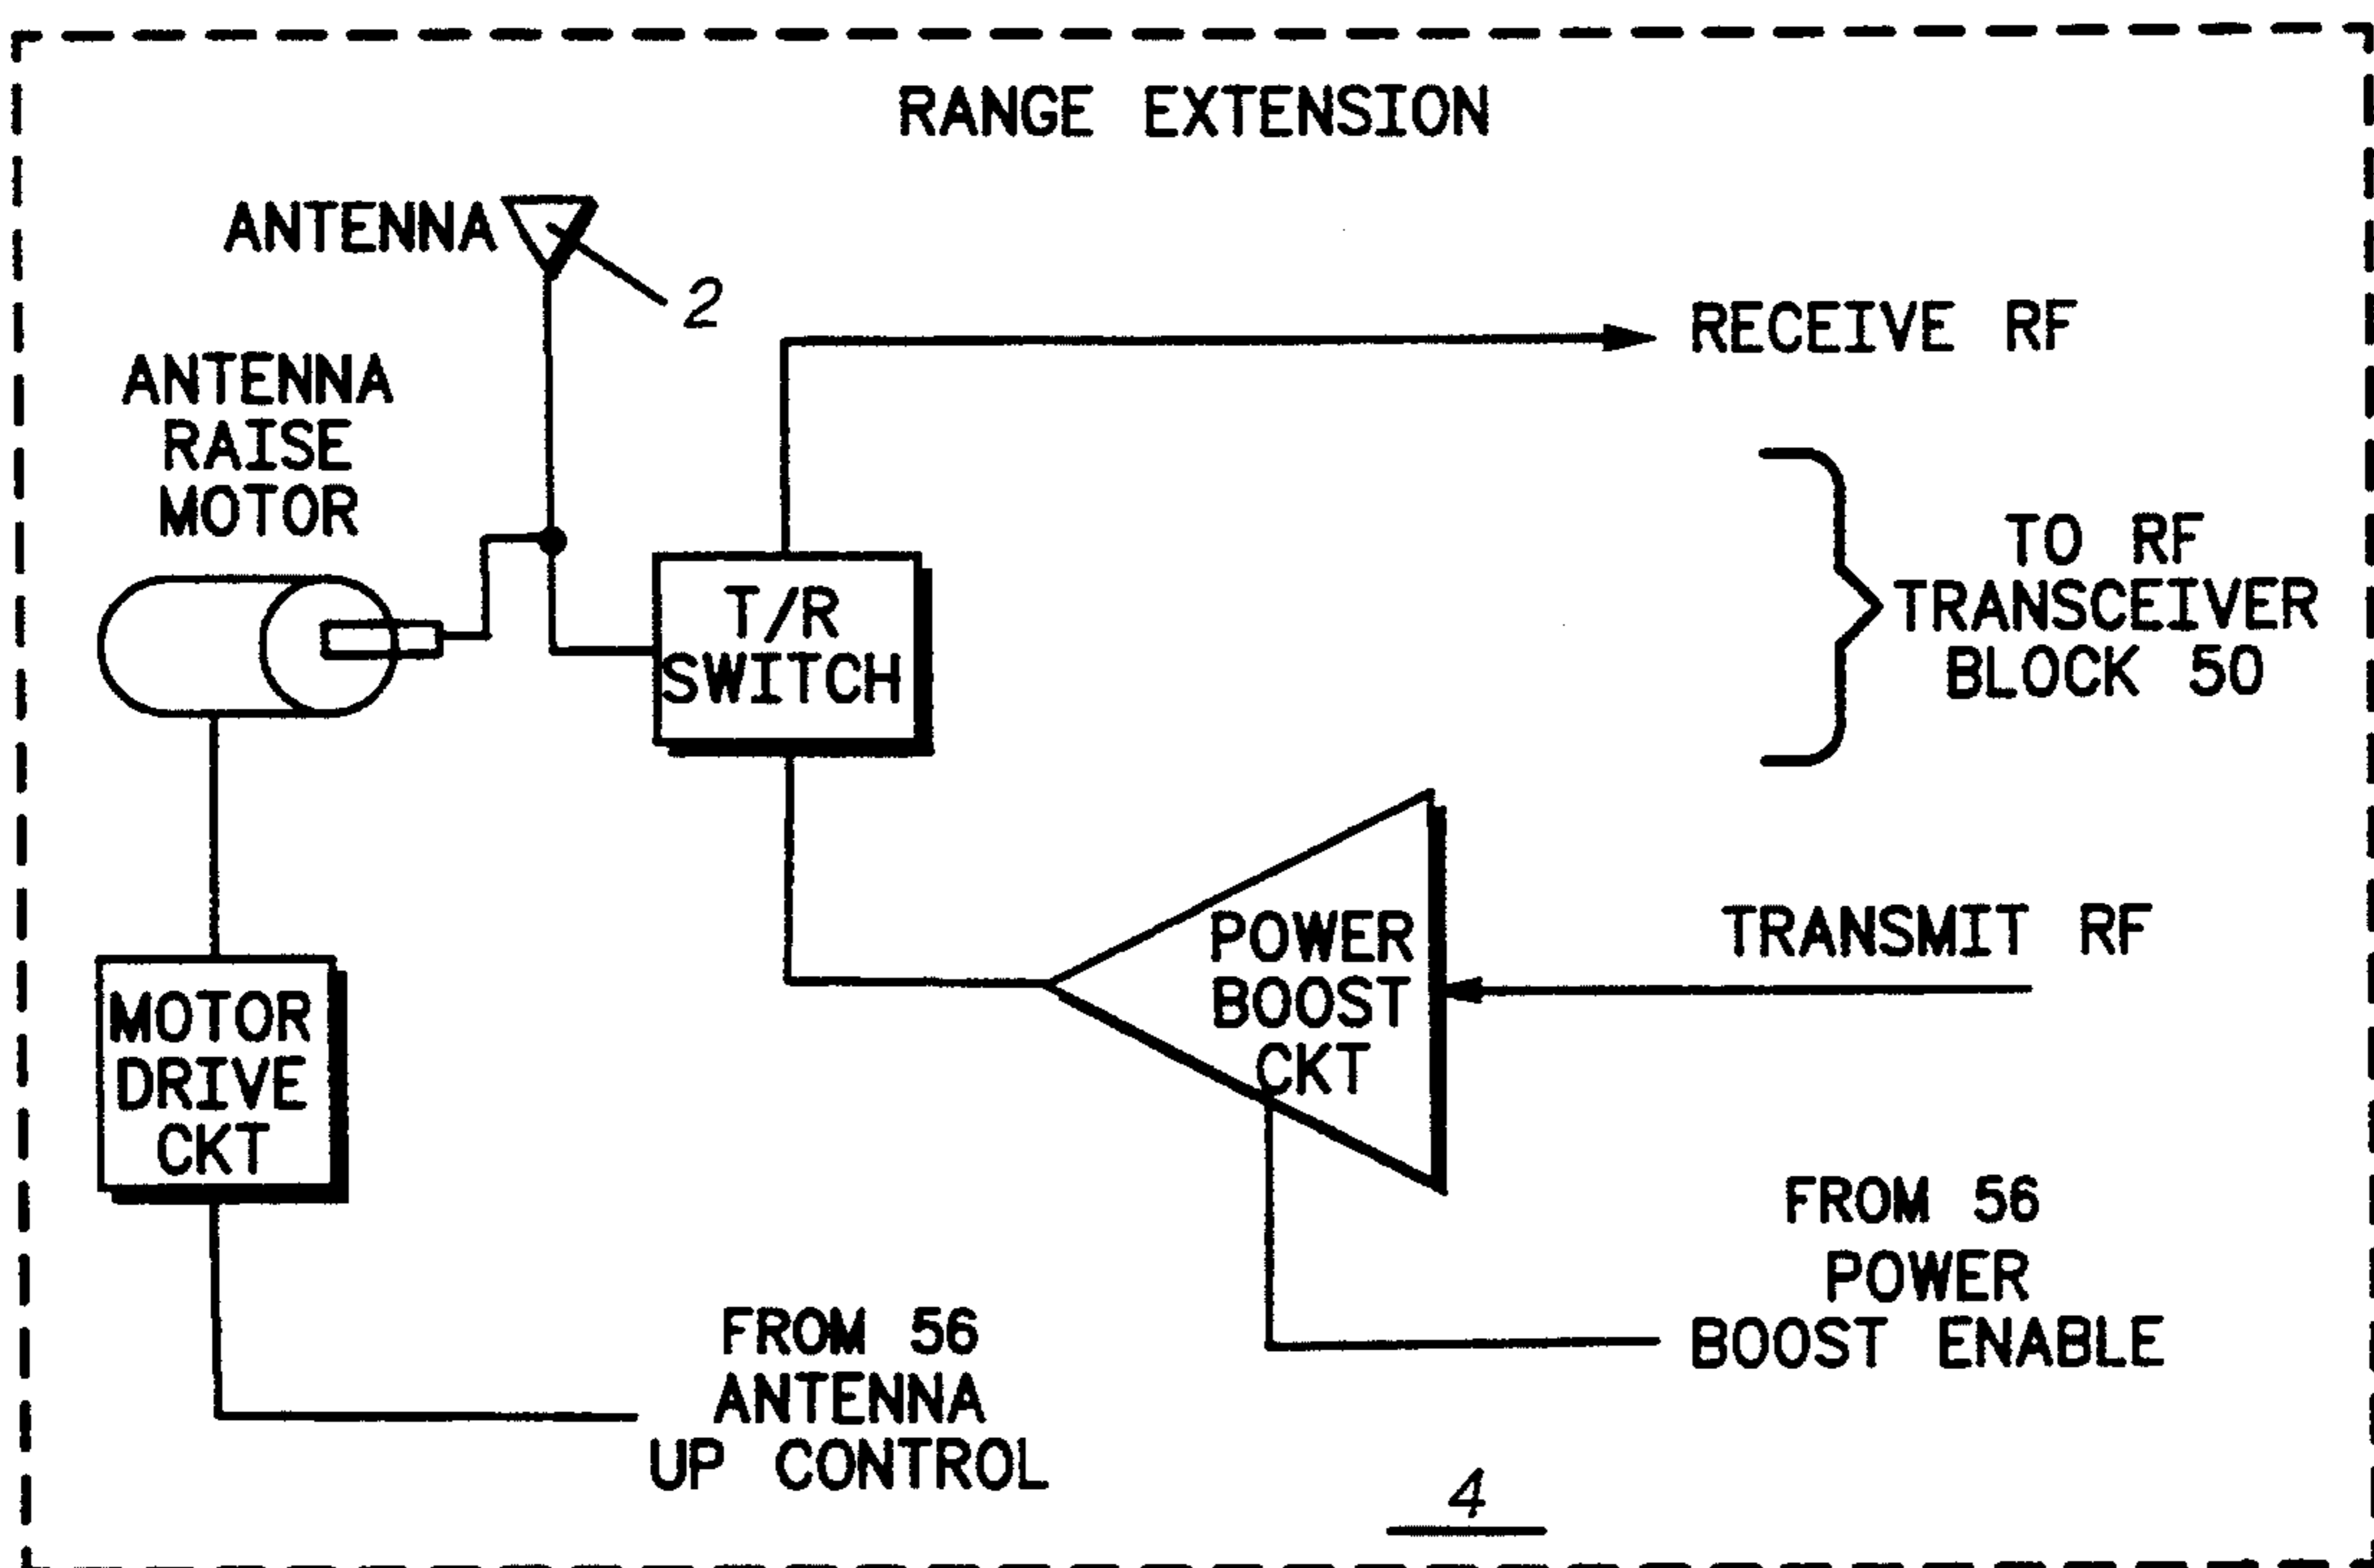 RANGE EXTENSION
ANTENNA
2
RECEIVE RF
ANTENNA
RAISE
MOTOR
T/R
SWITCH
TO RF
TRANSCEIVER
BLOCK 50
POWER
BOOST
CKT
TRANSMIT RF
MOTOR
DRIVE
CKT
FROM 56
POWER
BOOST ENABLE
FROM 56
ANTENNA
UP CONTROL
4